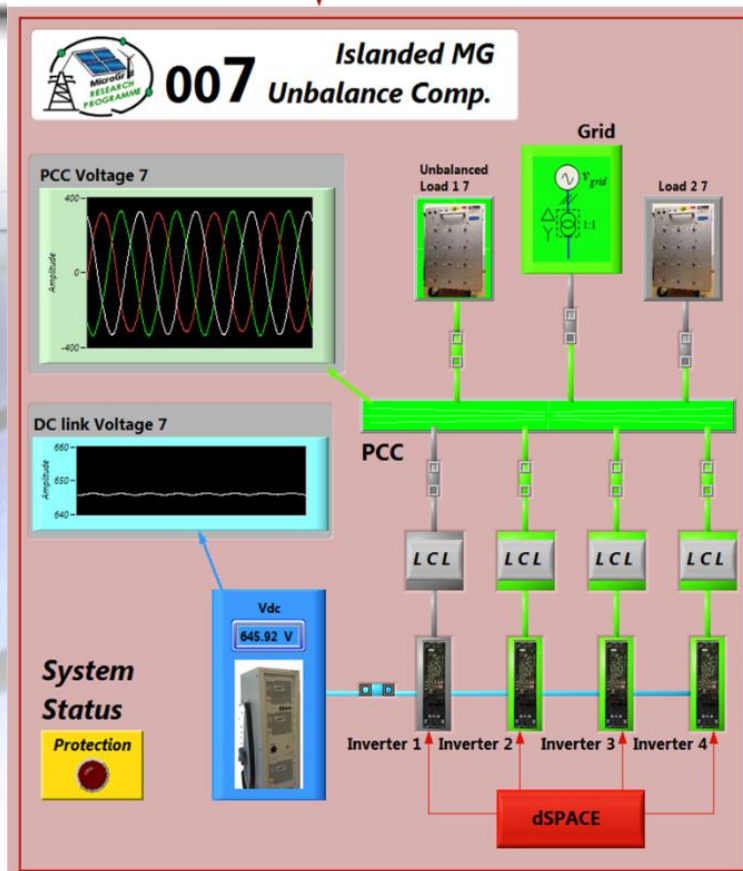 MicroGrid
RESEARCH
PROGRAMME
007
Islanded MG
Unbalance Comp.
PCC Voltage 7
400
0
-400
Amplitude
Unbalanced
Load 1 7
Grid
v grid
1:1
Load 2 7
DC link Voltage 7
660
650
640
Amplitude
PCC
LCL
LCL
LCL
LCL
Vdc
645.92 V
System
Status
Protection
Inverter 1
Inverter 2
Inverter 3
Inverter 4
dSPACE